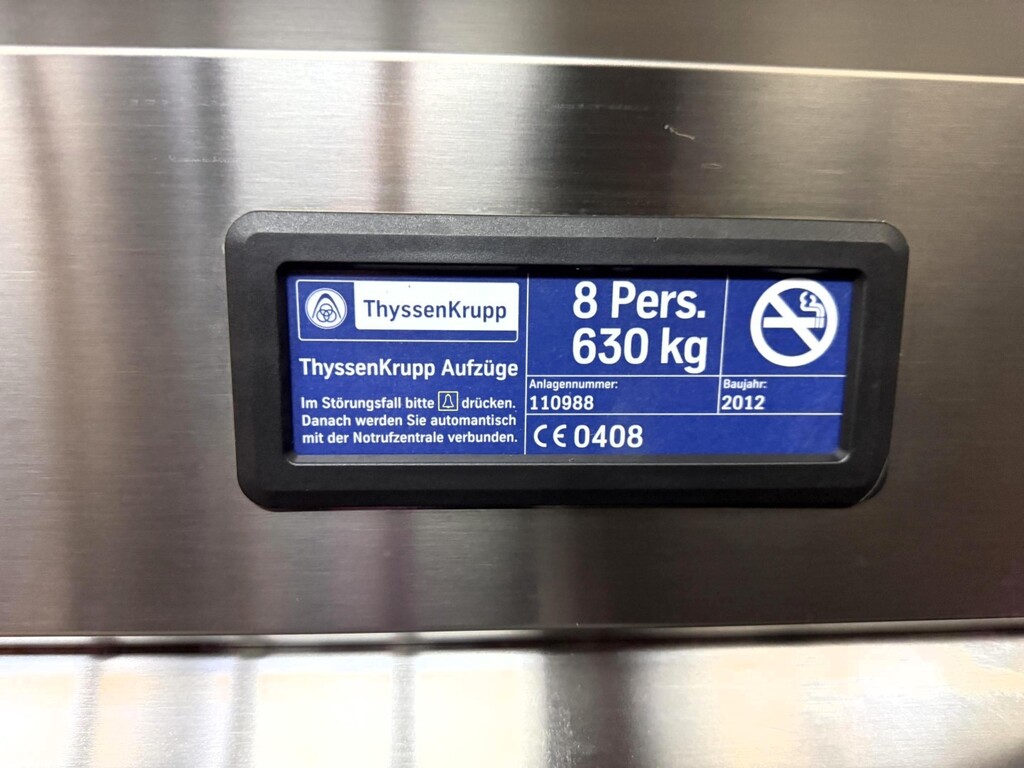 ThyssenKrupp
ThyssenKrupp Aufzüge
Im Störungsfall bitte drücken.
Danach werden Sie automantisch
mit der Notrufzentrale verbunden.
8 Pers.
630 kg
Anlagennummer:
110988
Baujahr:
2012
CE 0408